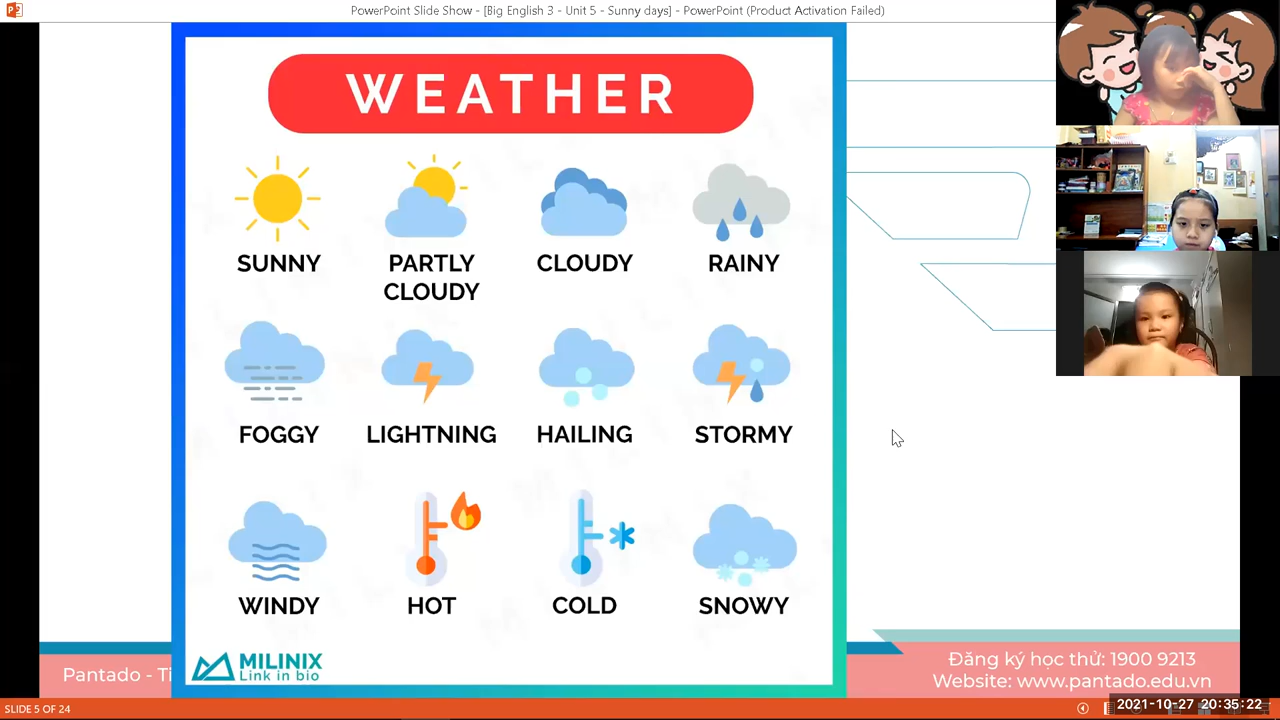 PowerPoint Slide Show - [Big English 3 - Unit 5 - Sunny days] - PowerPoint (Product Activation Failed)
WEATHER
SUNNY
PARTLY CLOUDY
CLOUDY
RAINY
FOGGY
LIGHTNING
HAILING
STORMY
WINDY
HOT
COLD
SNOWY
MILINIX
Link in bio
Pantado - Ti
Đăng ký học thử: 1900 9213
Website: www.pantado.edu.vn
SLIDE 5 OF 24
2021-10-27 20:35:22